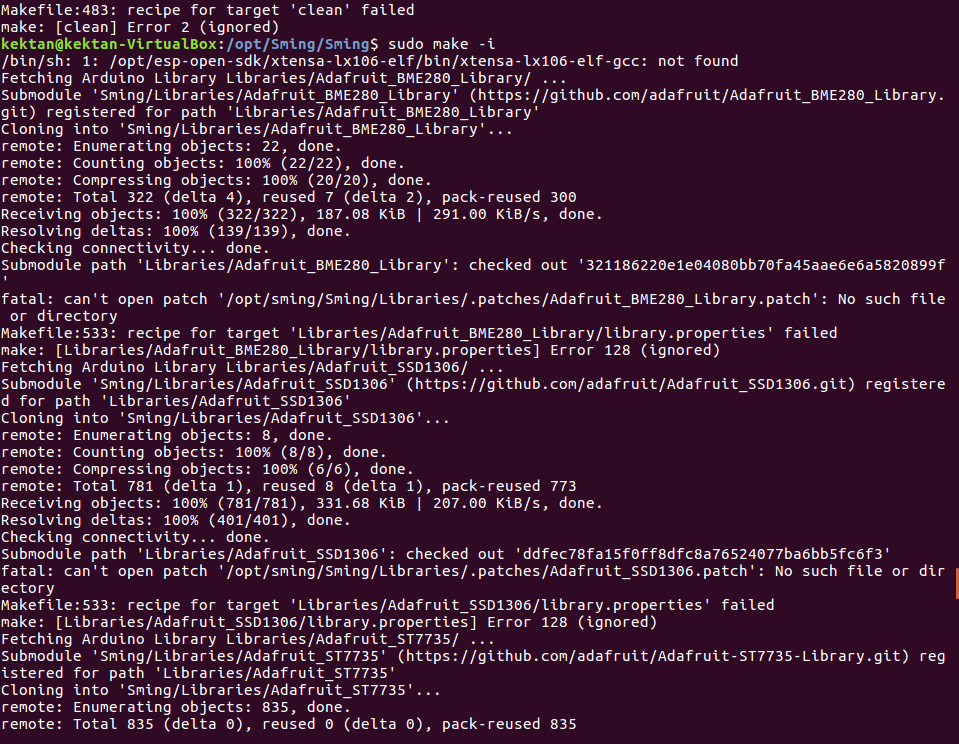 Makefile:483: recipe for target 'clean' failed
make: [clean] Error 2 (ignored)
kektan@kektan-VirtualBox:/opt/Sming/Sming$ sudo make -i
/bin/sh: 1: /opt/esp-open-sdk/xtensa-lx106-elf/bin/xtensa-lx106-elf-gcc: not found
Fetching Arduino Library Libraries/Adafruit_BME280_Library/ ...
Submodule 'Sming/Libraries/Adafruit_BME280_Library' (https://github.com/adafruit/Adafruit_BME280_Library.
git) registered for path 'Libraries/Adafruit_BME280_Library'
Cloning into 'Sming/Libraries/Adafruit_BME280_Library'...
remote: Enumerating objects: 22, done.
remote: Counting objects: 100% (22/22), done.
remote: Compressing objects: 100% (20/20), done.
remote: Total 322 (delta 4), reused 7 (delta 2), pack-reused 300
Receiving objects: 100% (322/322), 187.08 KiB | 291.00 KiB/s, done.
Resolving deltas: 100% (139/139), done.
Checking connectivity... done.
Submodule path 'Libraries/Adafruit_BME280_Library': checked out '321186220e1e04080bb70fa45aae6e6a5820899f
'
fatal: can't open patch '/opt/sming/Sming/Libraries/.patches/Adafruit_BME280_Library.patch': No such file
 or directory
Makefile:533: recipe for target 'Libraries/Adafruit_BME280_Library/library.properties' failed
make: [Libraries/Adafruit_BME280_Library/library.properties] Error 128 (ignored)
Fetching Arduino Library Libraries/Adafruit_SSD1306/ ...
Submodule 'Sming/Libraries/Adafruit_SSD1306' (https://github.com/adafruit/Adafruit_SSD1306.git) registere
d for path 'Libraries/Adafruit_SSD1306'
Cloning into 'Sming/Libraries/Adafruit_SSD1306'...
remote: Enumerating objects: 8, done.
remote: Counting objects: 100% (8/8), done.
remote: Compressing objects: 100% (6/6), done.
remote: Total 781 (delta 1), reused 8 (delta 1), pack-reused 773
Receiving objects: 100% (781/781), 331.68 KiB | 207.00 KiB/s, done.
Resolving deltas: 100% (401/401), done.
Checking connectivity... done.
Submodule path 'Libraries/Adafruit_SSD1306': checked out 'ddfec78fa15f0ff8dfc8a76524077ba6bb5fc6f3'
fatal: can't open patch '/opt/sming/Sming/Libraries/.patches/Adafruit_SSD1306.patch': No such file or dir
ectory
Makefile:533: recipe for target 'Libraries/Adafruit_SSD1306/library.properties' failed
make: [Libraries/Adafruit_SSD1306/library.properties] Error 128 (ignored)
Fetching Arduino Library Libraries/Adafruit_ST7735/ ...
Submodule 'Sming/Libraries/Adafruit_ST7735' (https://github.com/adafruit/Adafruit-ST7735-Library.git) reg
istered for path 'Libraries/Adafruit_ST7735'
Cloning into 'Sming/Libraries/Adafruit_ST7735'...
remote: Enumerating objects: 835, done.
remote: Total 835 (delta 0), reused 0 (delta 0), pack-reused 835